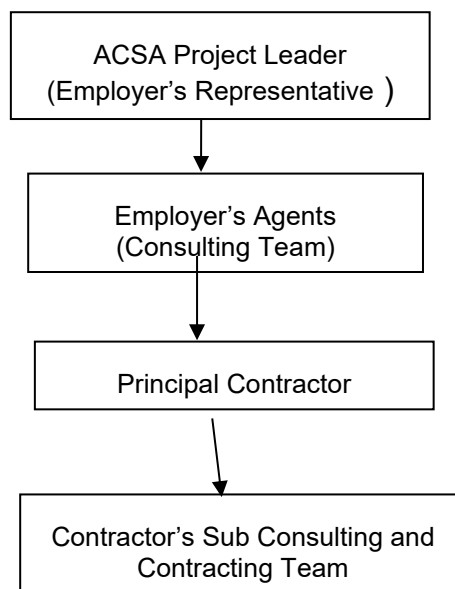 ACSA Project Leader
(Employer’s Representative )
Employer’s Agents
(Consulting Team)
Principal Contractor
Contractor’s Sub Consulting and
Contracting Team